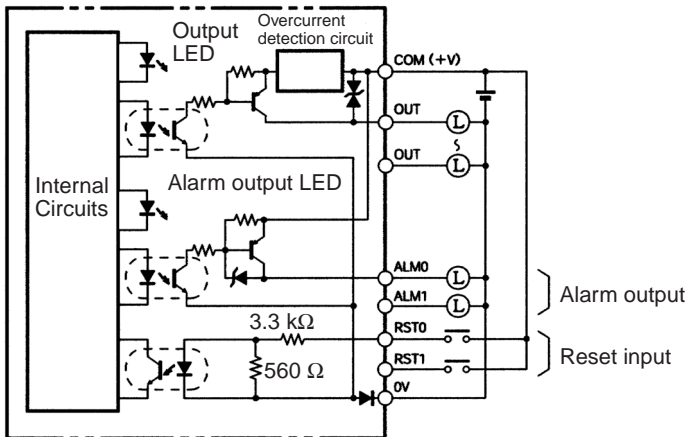 Output
LED
Overcurrent
detection circuit
COM (+V)
OUT
L
OUT
L
Internal
Circuits
Alarm output LED
ALM0
L
ALM1
L
Alarm output
3.3 kΩ
RST0
560 Ω
RST1
Reset input
0V